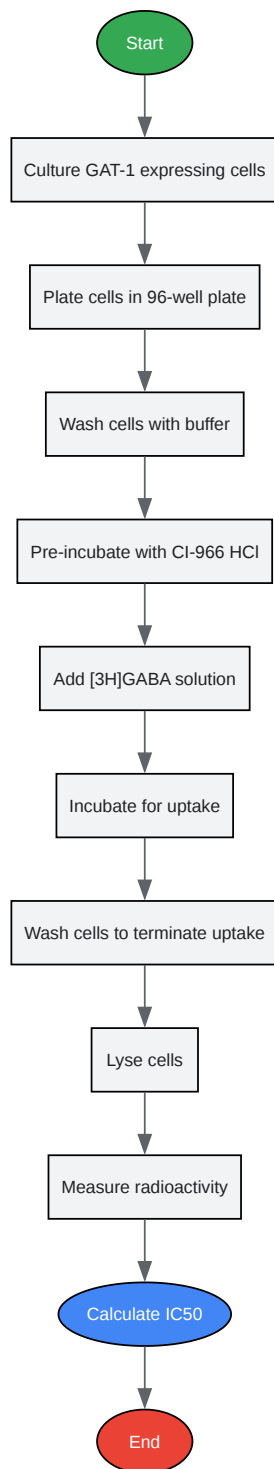 Start
Culture GAT-1 expressing cells
Plate cells in 96-well plate
Wash cells with buffer
Pre-incubate with CI-966 HCl
Add [3H]GABA solution
Incubate for uptake
Wash cells to terminate uptake
Lyse cells
Measure radioactivity
Calculate IC50
End